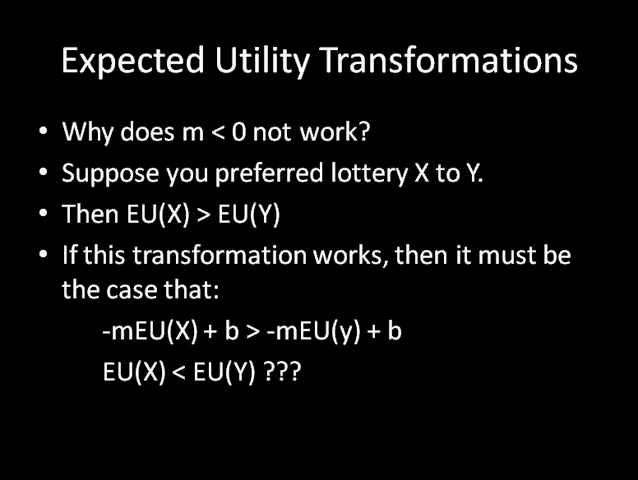 Expected Utility Transformations
• Why does m < 0 not work?
• Suppose you preferred lottery X to Y.
• Then EU(X) > EU(Y)
• If this transformation works, then it must be
the case that:
-mEU(X) + b > -mEU(y) + b
EU(X) < EU(Y) ???